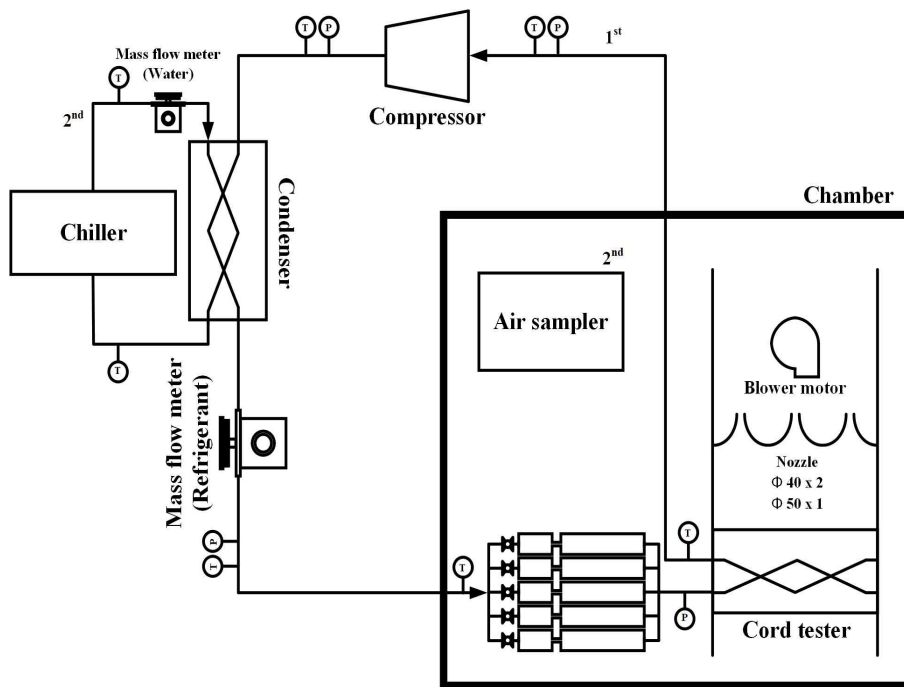 T
P
T
P
1st
Mass flow meter
(Water)
T
2nd
Compressor
Condenser
Chiller
Chamber
2nd
Air sampler
T
Blower motor
Mass flow meter
(Refrigerant)
Nozzle
Φ 40 x 2
Φ 50 x 1
P
T
T
T
P
Cord tester